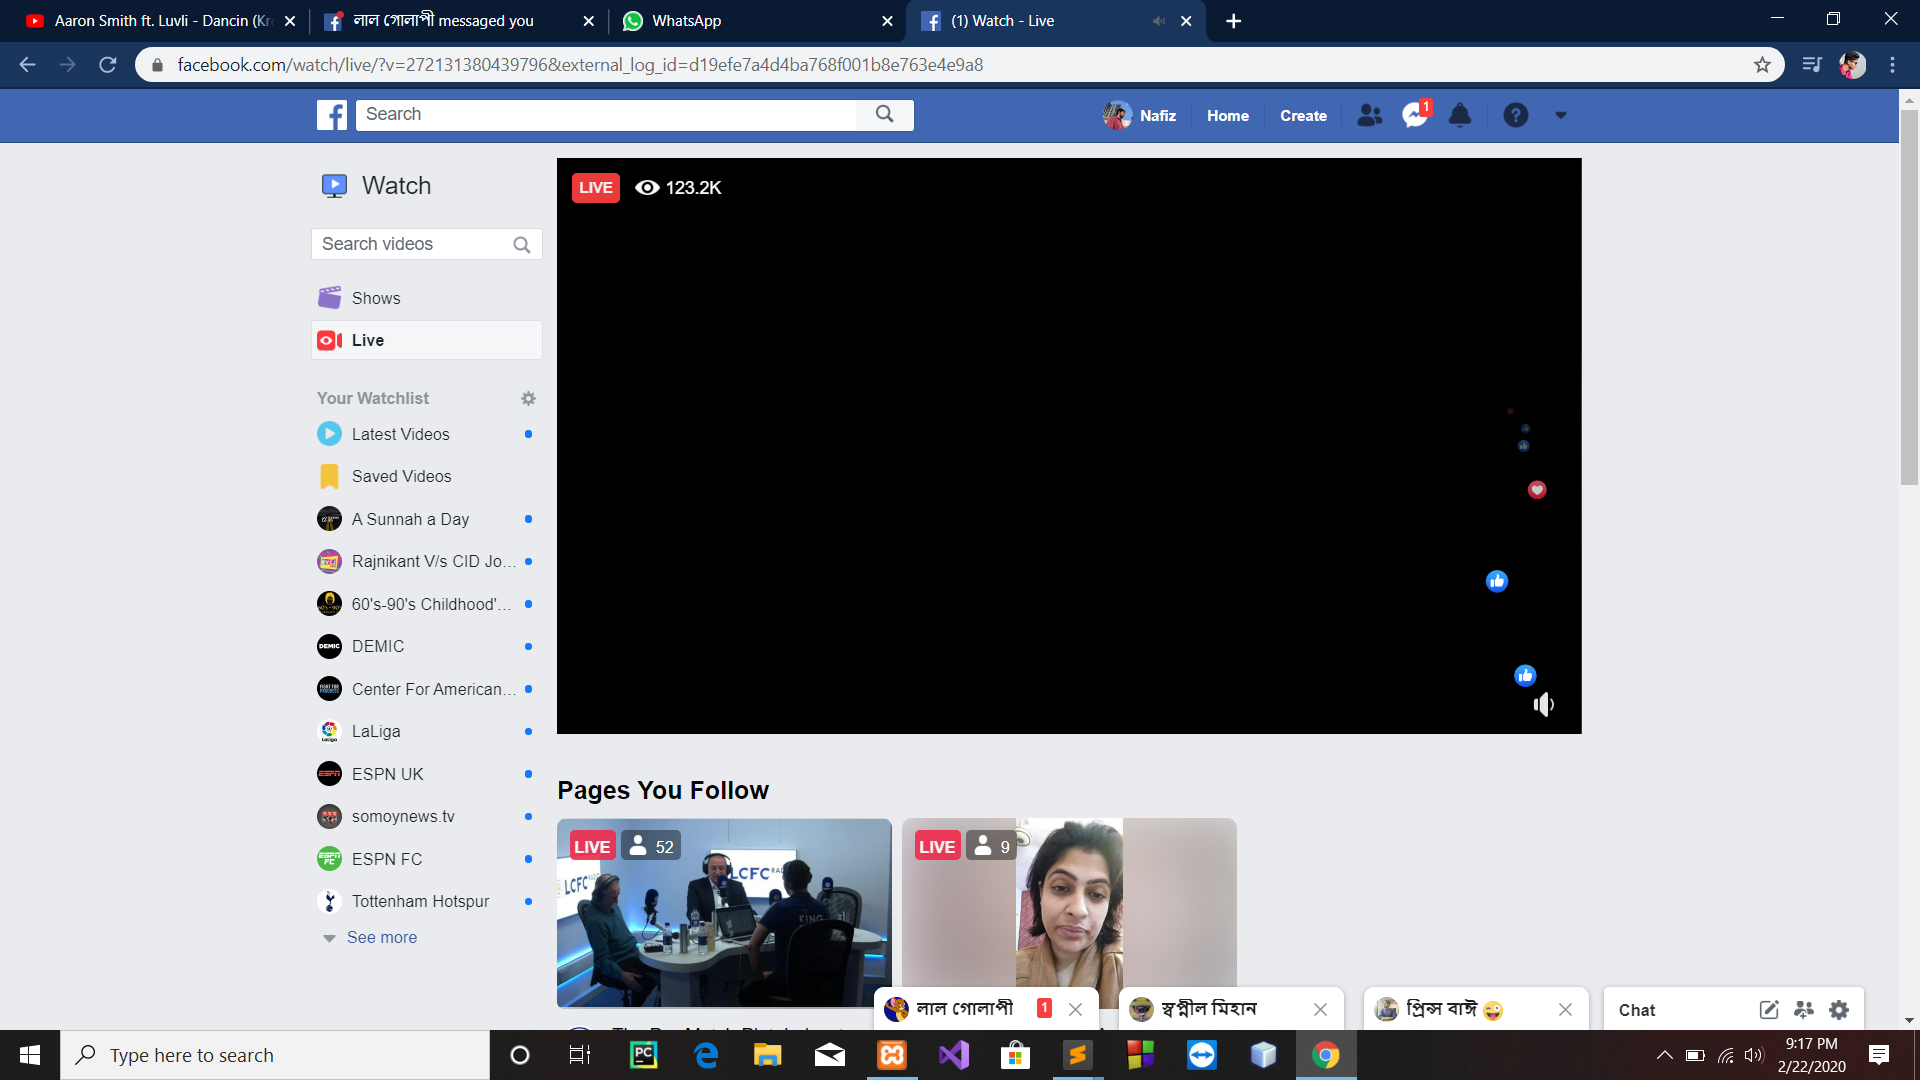 Aaron Smith ft. Luvli - Dancin (Kr
লাল গোলাপী messaged you
WhatsApp
(1) Watch - Live
facebook.com/watch/live/?v=272131380439796&external_log_id=d19efe7a4d4ba768f001b8e763e4e9a8
Search
Nafiz
Home
Create
1
Watch
LIVE
123.2K
Search videos
Shows
Live
Your Watchlist
Latest Videos
Saved Videos
A Sunnah a Day
Rajnikant V/s CID Jo...
60's-90's Childhood'...
DEMIC
Center For American...
LaLiga
ESPN UK
somoynews.tv
ESPN FC
Tottenham Hotspur
See more
Pages You Follow
LIVE 52
LIVE 9
LCFC
LCFC RAD
KING
লাল গোলাপী 1
স্বপ্নীল মিহান
প্রিন্স বাঈ
Chat
Type here to search
9:17 PM
2/22/2020